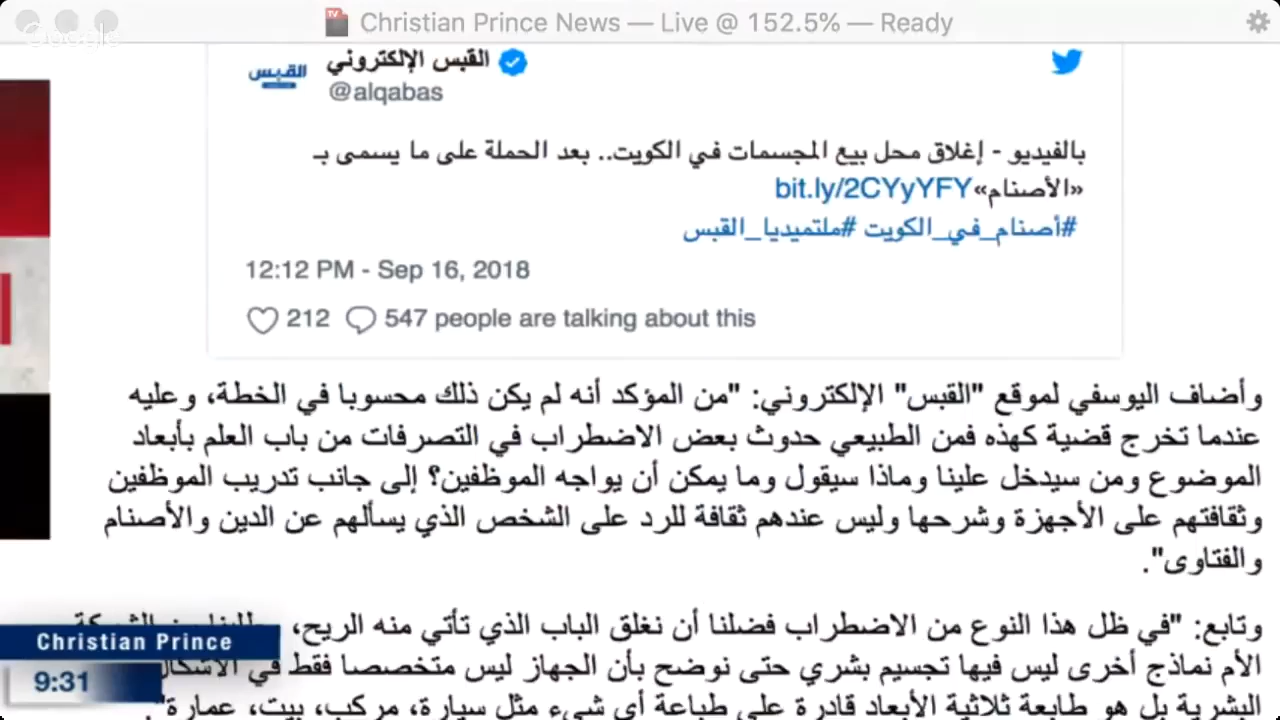 Christian Prince News — Live @ 152.5% — Ready
Google
القبس القبس الإلكتروني
@alqabas
بالفيديو - إغلاق محل بيع المجسمات في الكويت.. بعد الحملة على ما يسمى بـ
«الأصنام» bit.ly/2CYyYFY
#أصنام_في_الكويت #ملتميديا_القبس
12:12 PM - Sep 16, 2018
212 547 people are talking about this
وأضاف اليوسفي لموقع "القبس" الإلكتروني: "من المؤكد أنه لم يكن ذلك محسوبا في الخطة، وعليه
عندما تخرج قضية كهذه فمن الطبيعي حدوث بعض الاضطراب في التصرفات من باب العلم بأبعاد
الموضوع ومن سيدخل علينا وماذا سيقول وما يمكن أن يواجه الموظفين؟ إلى جانب تدريب الموظفين
وثقافتهم على الأجهزة وشرحها وليس عندهم ثقافة للرد على الشخص الذي يسألهم عن الدين والأصنام
والفتاوى".
وتابع: "في ظل هذا النوع من الاضطراب فضلنا أن نغلق الباب الذي تأتي منه الريح،
الأم نماذج أخرى ليس فيها تجسيم بشري حتى نوضح بأن الجهاز ليس متخصصا فقط في الأشكال
البشرية بل هو طابعة ثلاثية الأبعاد قادرة على طباعة أي شيء مثل سيارة، مركب، بيت، عمارة".
Christian Prince
9:31